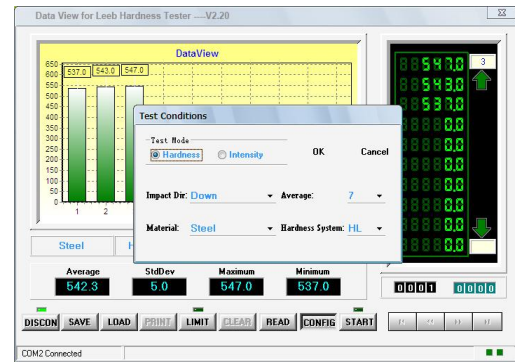 Data View for Leeb Hardness Tester ----V2.20
DataView
650
600
550
500
450
400
350
300
250
200
150
100
50
0
537.0 543.0 547.0
1 2
547.0 3
543.0
537.0
0.0
0.0
0.0
0.0
0.0
0.0
0.0
Test Conditions
Test Mode
Hardness Intensity OK Cancel
Impact Dir: Down Average: 7
Material: Steel Hardness System: HL
Steel H
Average StdDev Maximum Minimum
542.3 5.0 547.0 537.0
0001 0000
DISCON SAVE LOAD PRINT LIMIT CLEAR READ CONFIG START
COM2 Connected